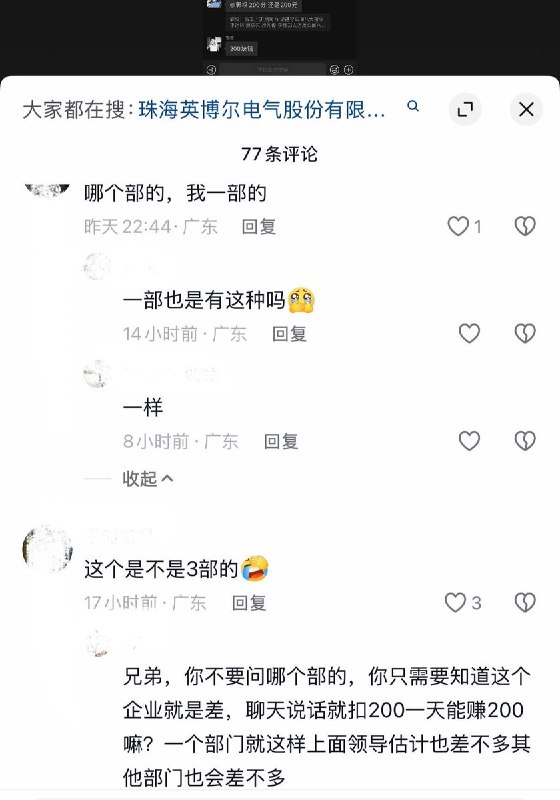 200块钱
大家都在搜：珠海英博尔电气股份有限...
77条评论
哪个部的，我一部的
昨天 22:44 · 广东 回复
1
一部也是有这种吗😭
14小时前 · 广东 回复
一样
8小时前 · 广东 回复
收起
这个是不是3部的🤣
17小时前 · 广东 回复
3
兄弟，你不要问哪个部的，你只需要知道这个
企业就是差，聊天说话就扣200一天能赚200
嘛？一个部门就这样上面领导估计也差不多其
他部门也会差不多